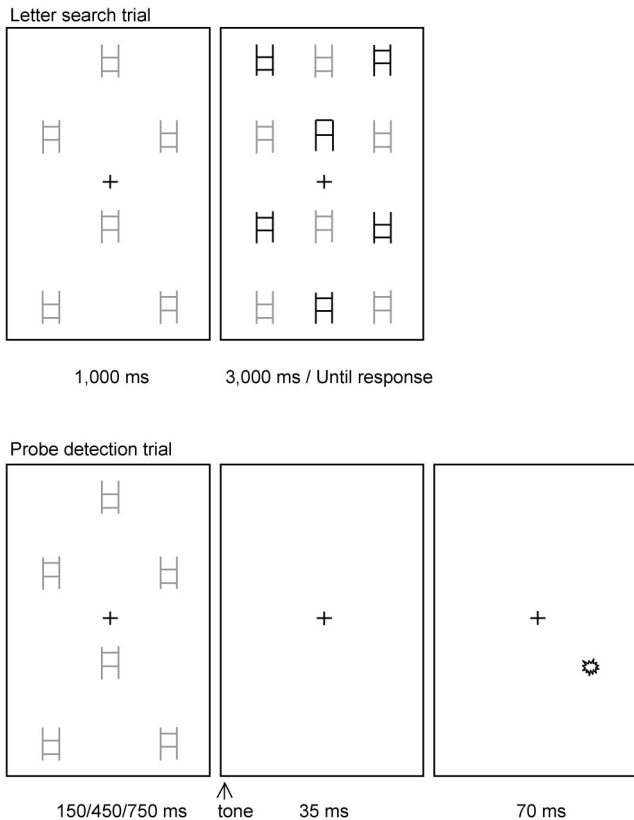 Letter search trial
1,000 ms
3,000 ms / Until response
Probe detection trial
150/450/750 ms
tone
35 ms
70 ms